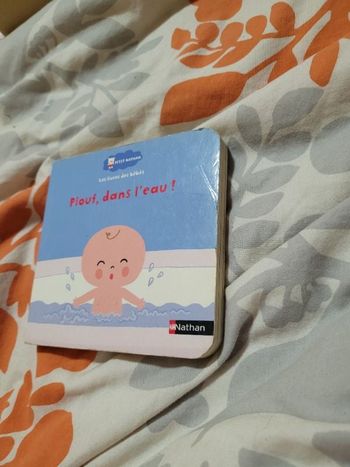 PETIT NATHAN
Les livres des bébés
Plouf, dans l'eau !
Nathan